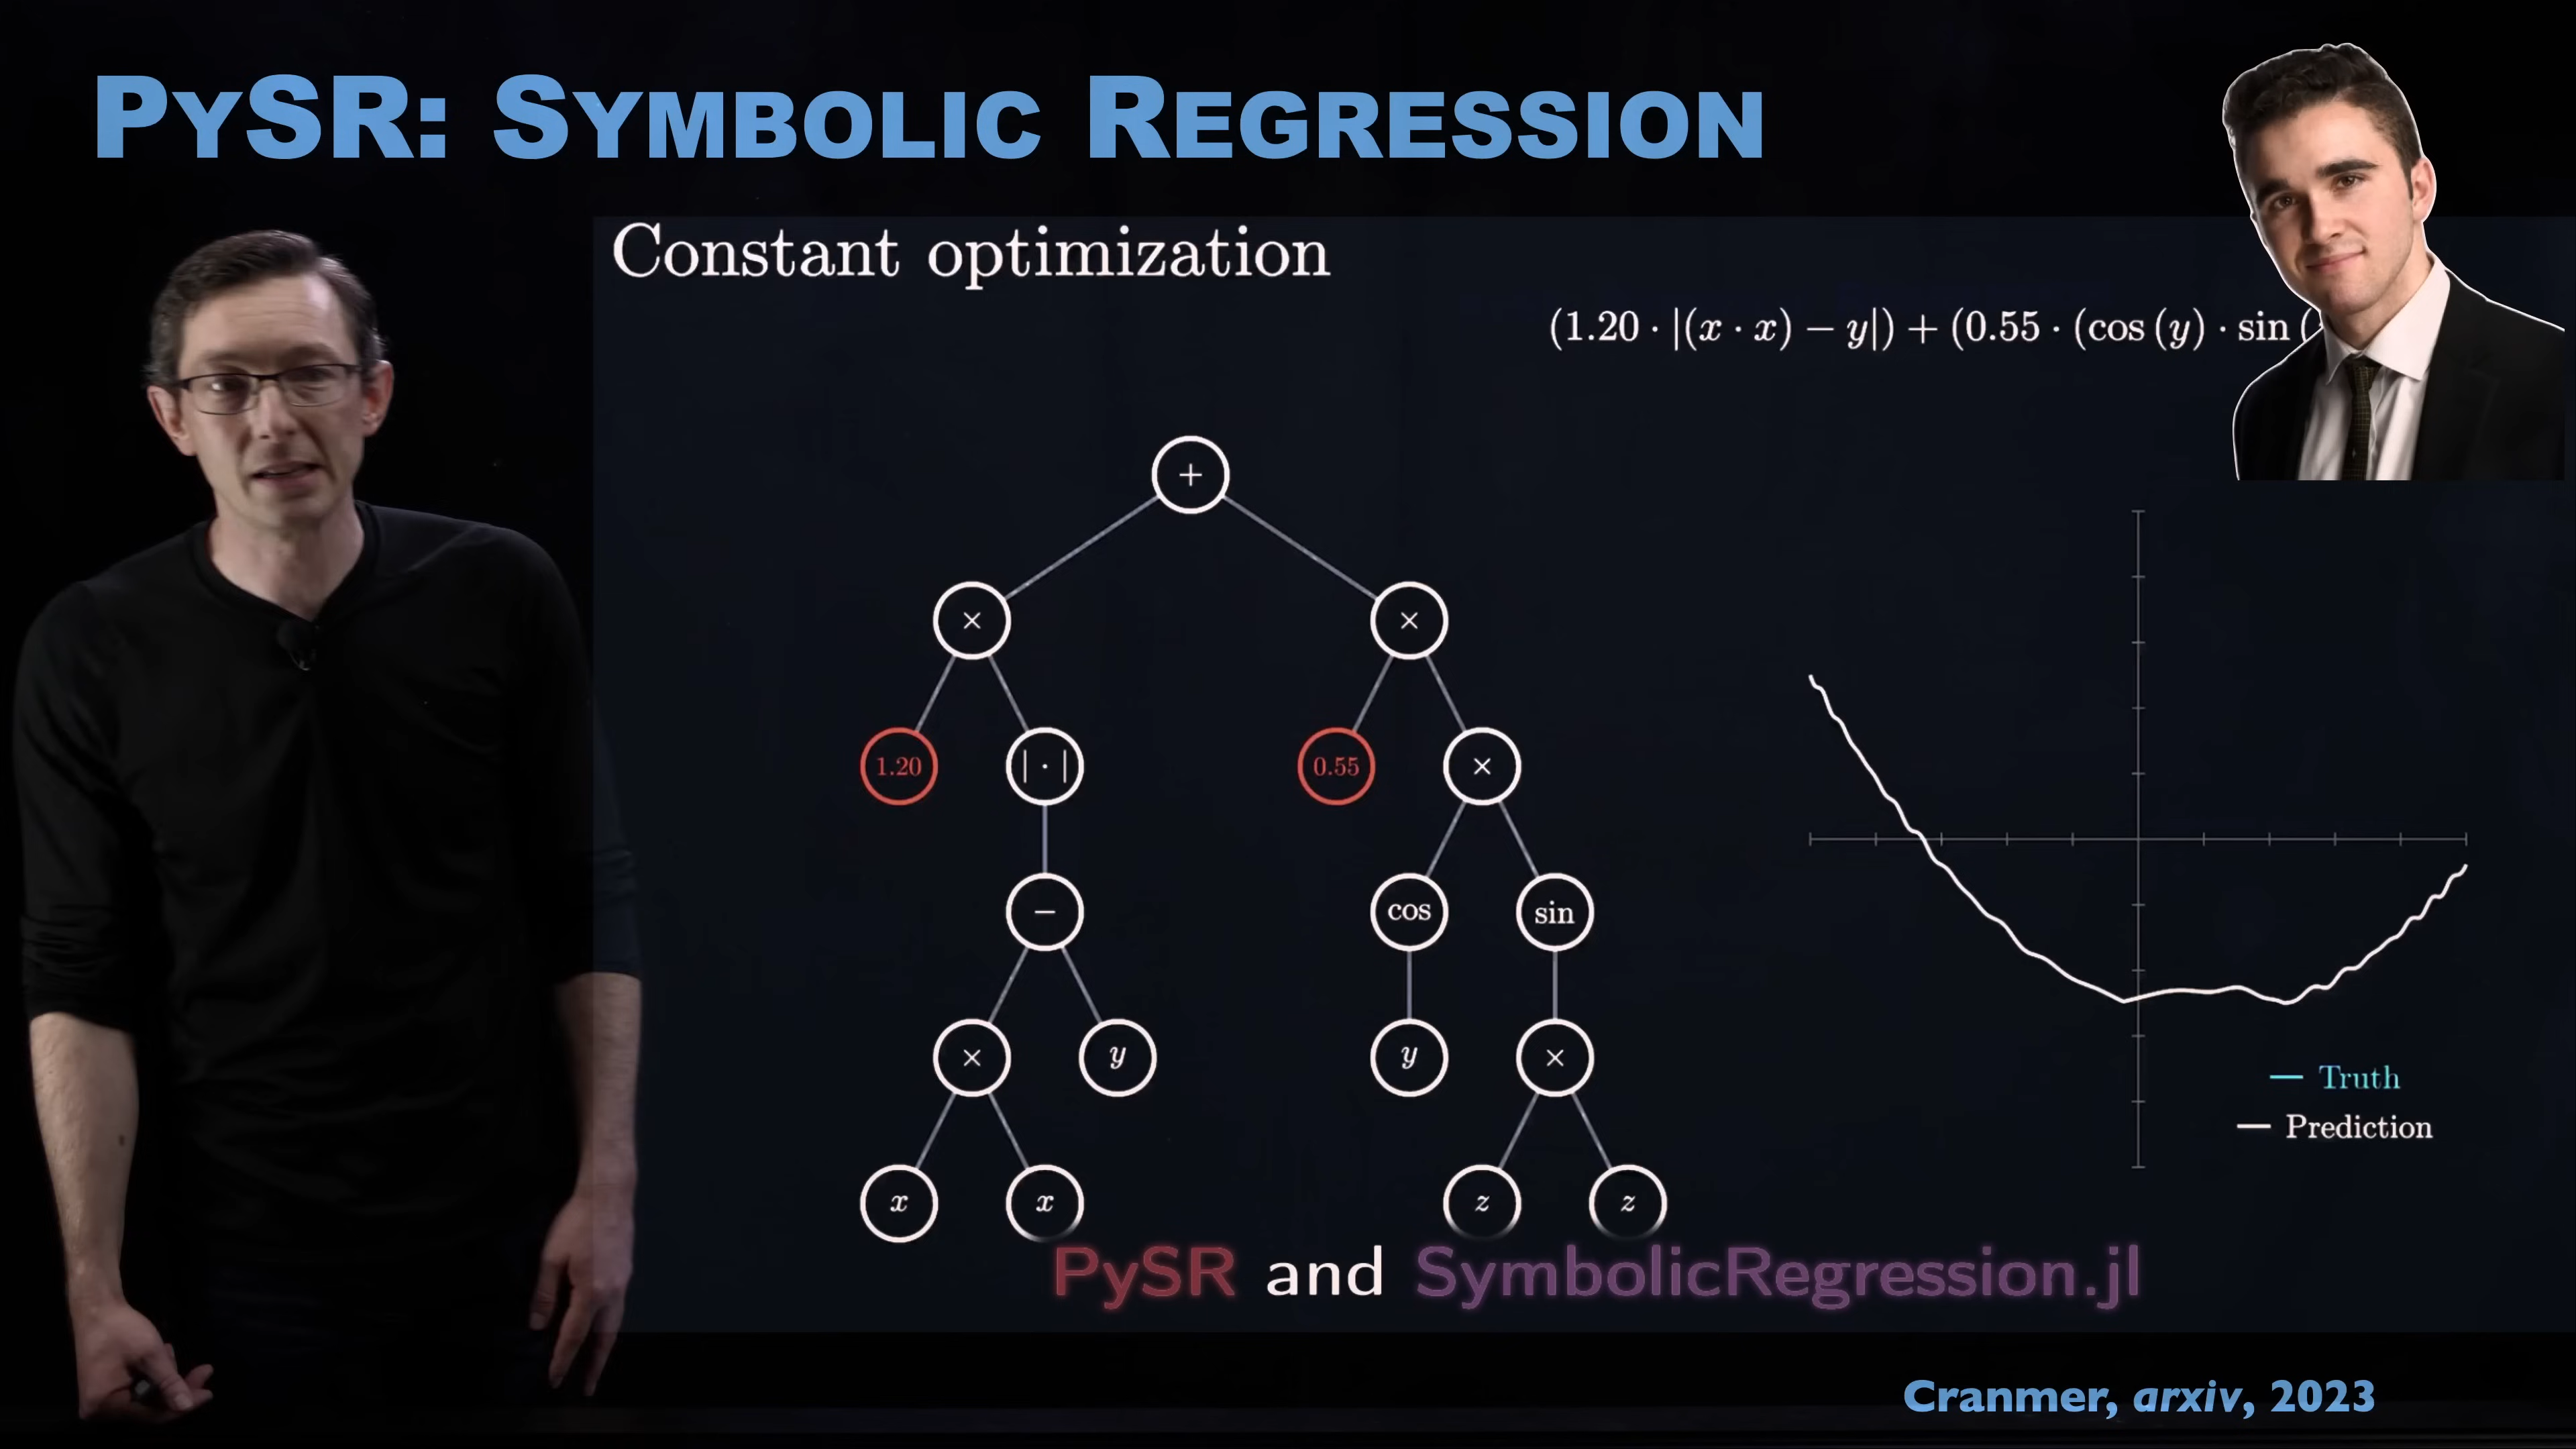 PYSR: SYMBOLIC REGRESSION
Constant optimization
(1.20 · |(x · x) − y|) + (0.55 · (cos (y) · sin (
+
× ×
1.20 | · | 0.55 ×
− cos sin
× y y ×
x x z z
Truth
Prediction
PySR and SymbolicRegression.jl
Cranmer, arxiv, 2023